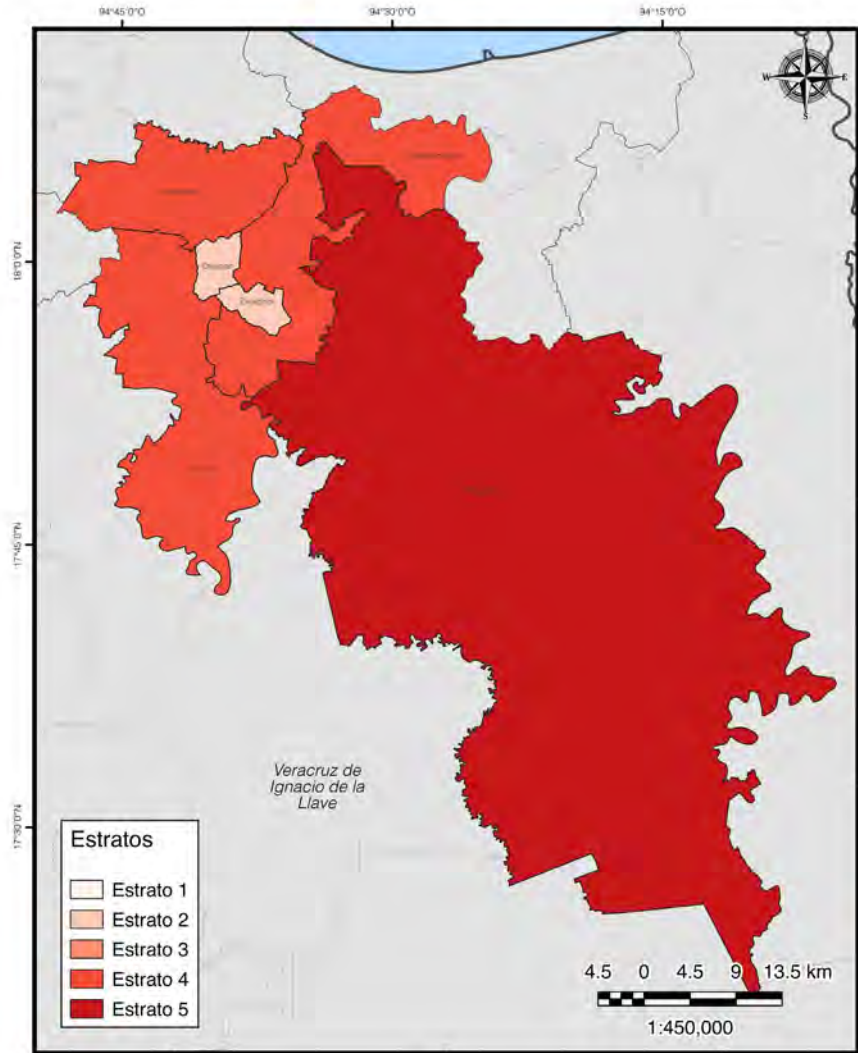 94°45'0"O
94°30'0"O
94°15'0"O
N
W
E
S
18°0'0"N
17°45'0"N
17°30'0"N
Oteapan
Zaragoza
Veracruz de
Ignacio de la
Llave
Estratos
Estrato 1
Estrato 2
Estrato 3
Estrato 4
Estrato 5
4.5 0 4.5 9 13.5 km
1:450,000